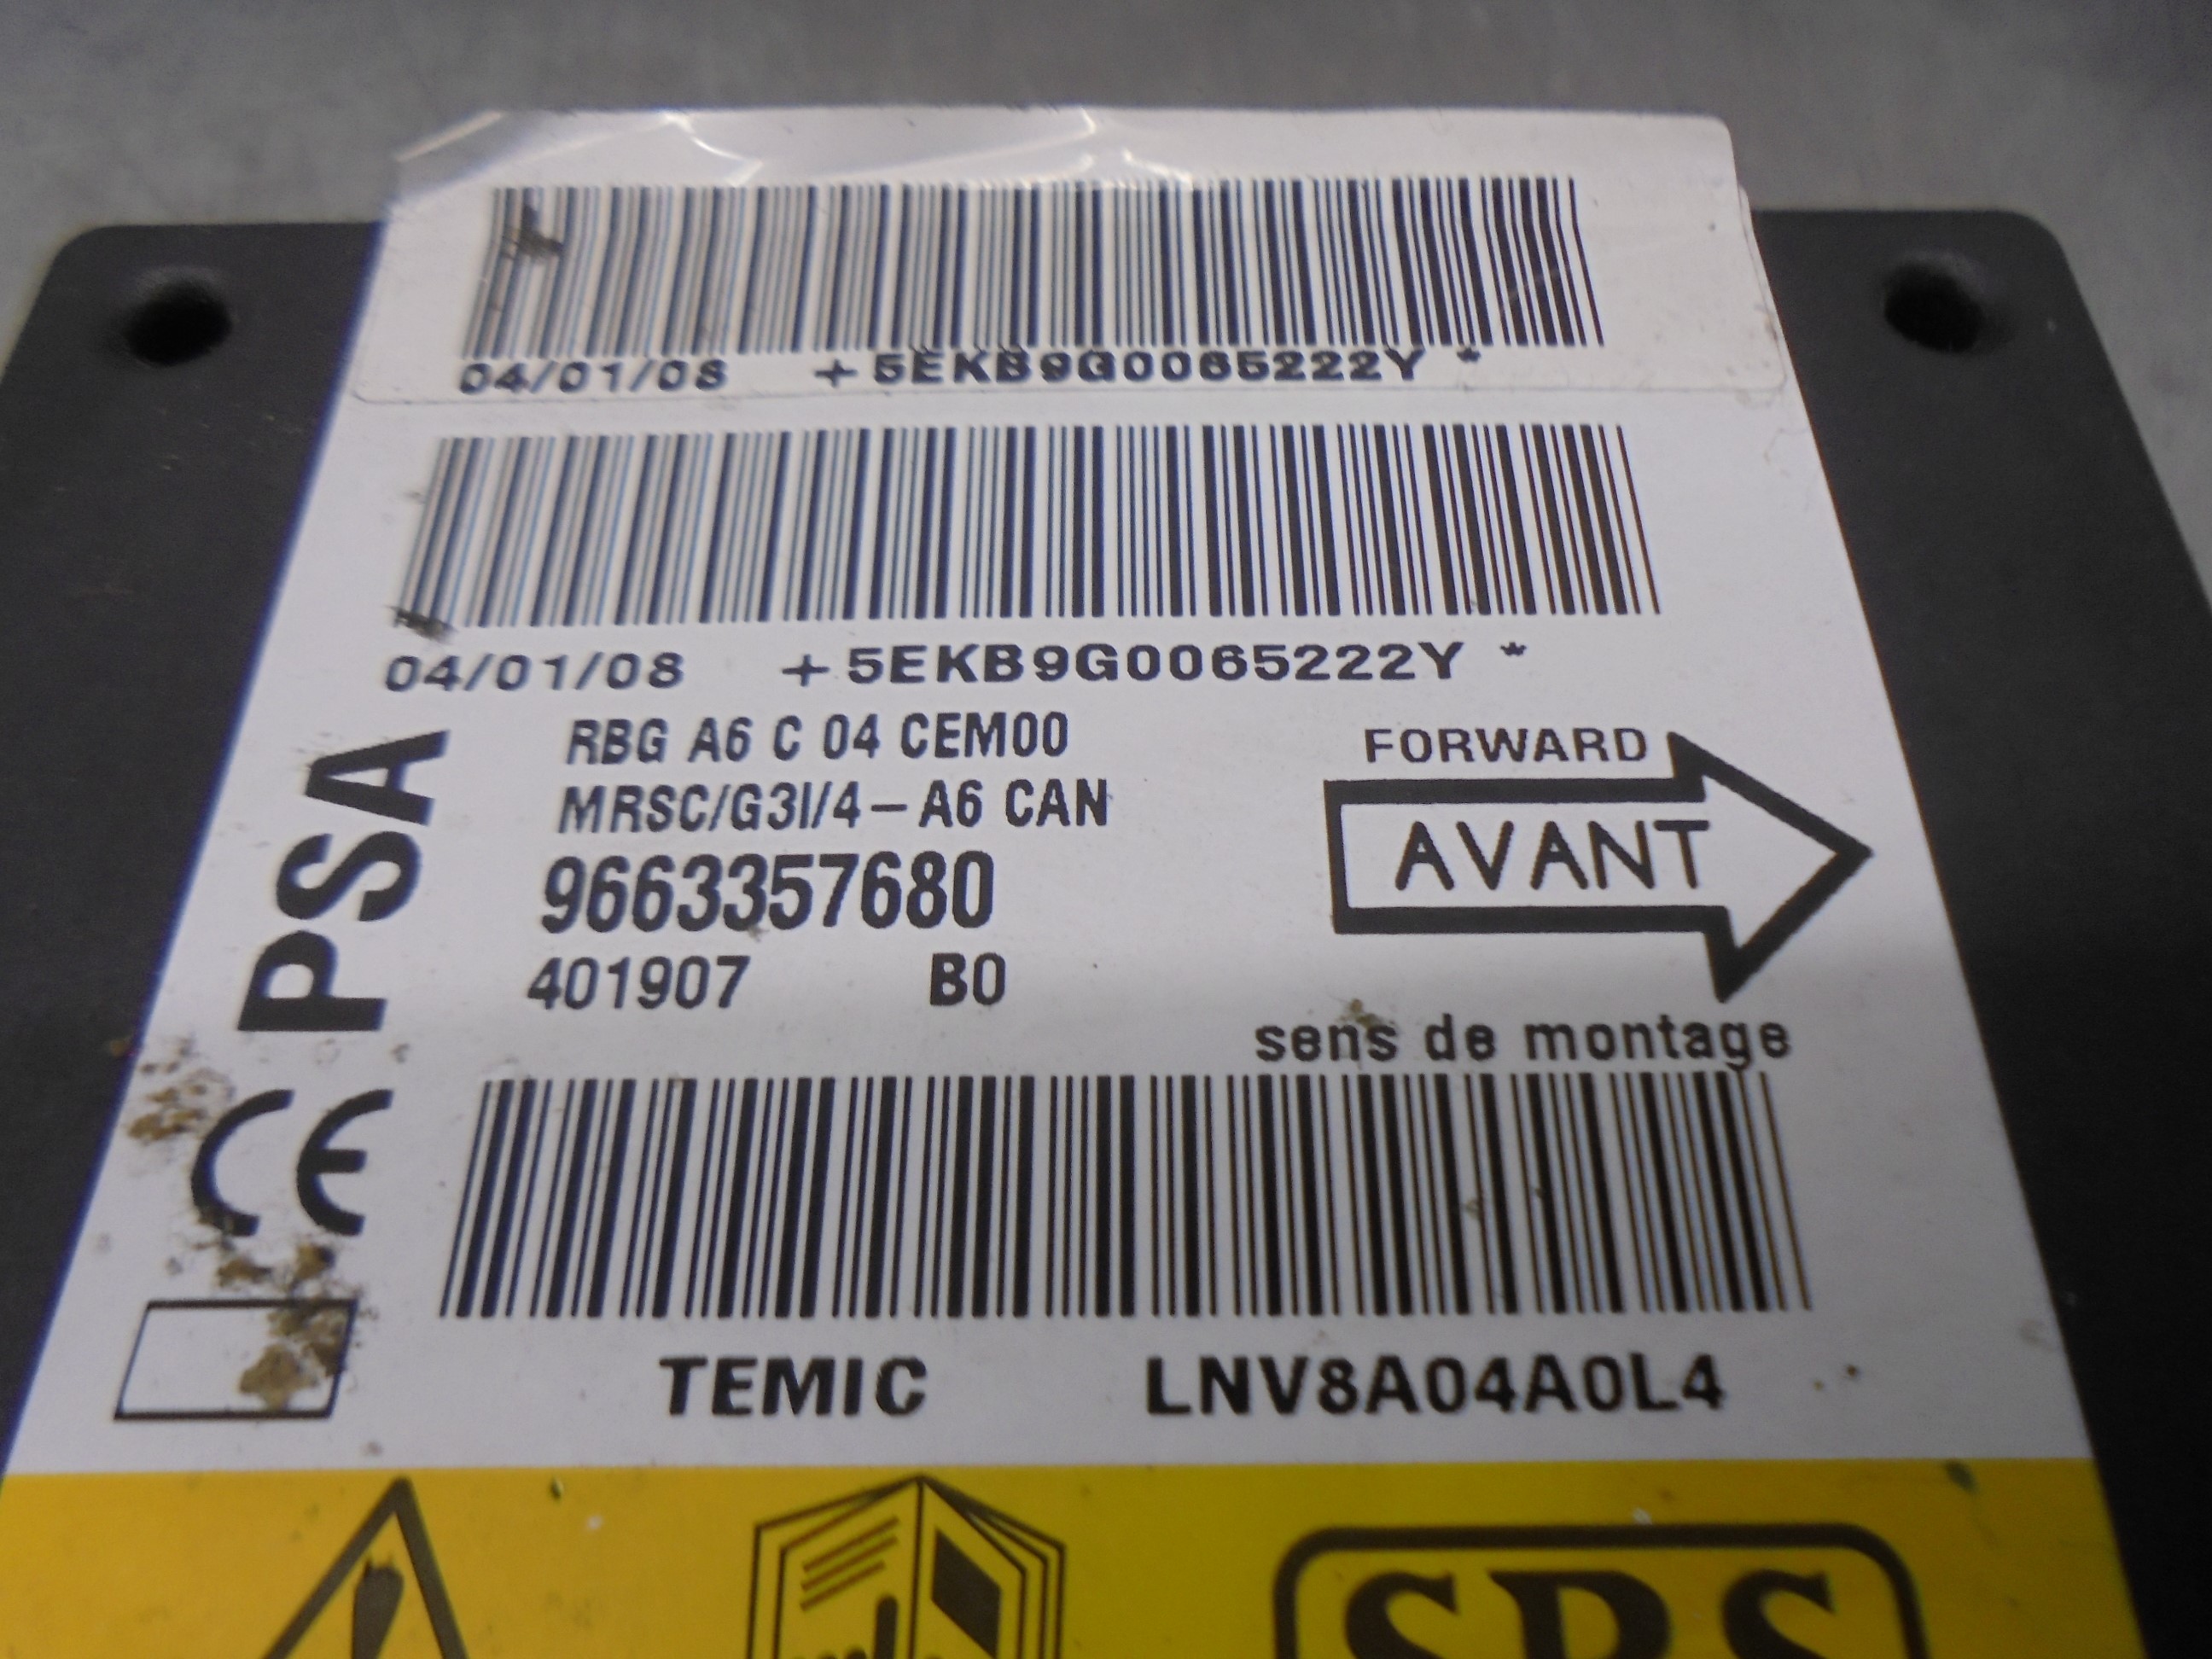 04/01/08 +5EKB9G0065222Y *
04/01/08 +5EKB9G0065222Y *
RBG A6 C 04 CEM00
MRSC/G3I/4-A6 CAN
9663357680
401907 B0
PSA
CE
FORWARD
AVANT
sens de montage
TEMIC LNV8A04A0L4
SRS